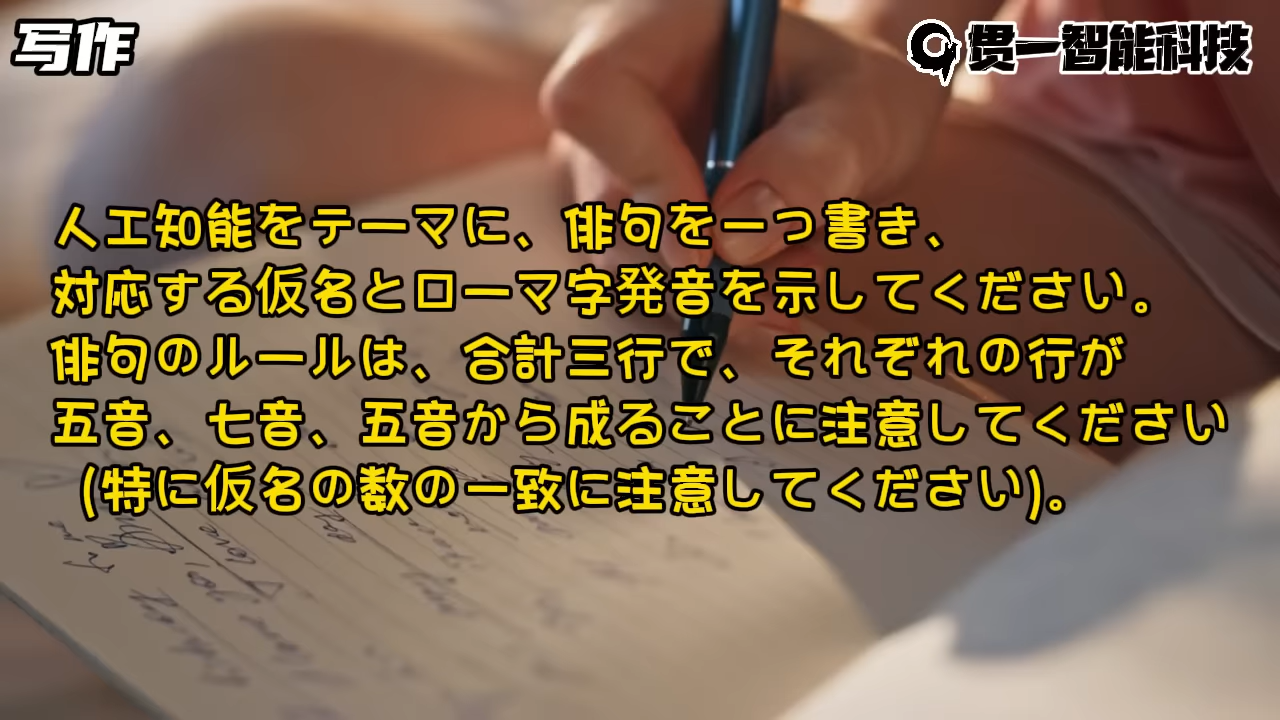 写作
贯一智能科技
人工知能をテーマに、俳句を一つ書き、
対応する仮名とローマ字発音を示してください。
俳句のルールは、合計三行で、それぞれの行が
五音、七音、五音から成ることに注意してください
(特に仮名の数の一致に注意してください)。